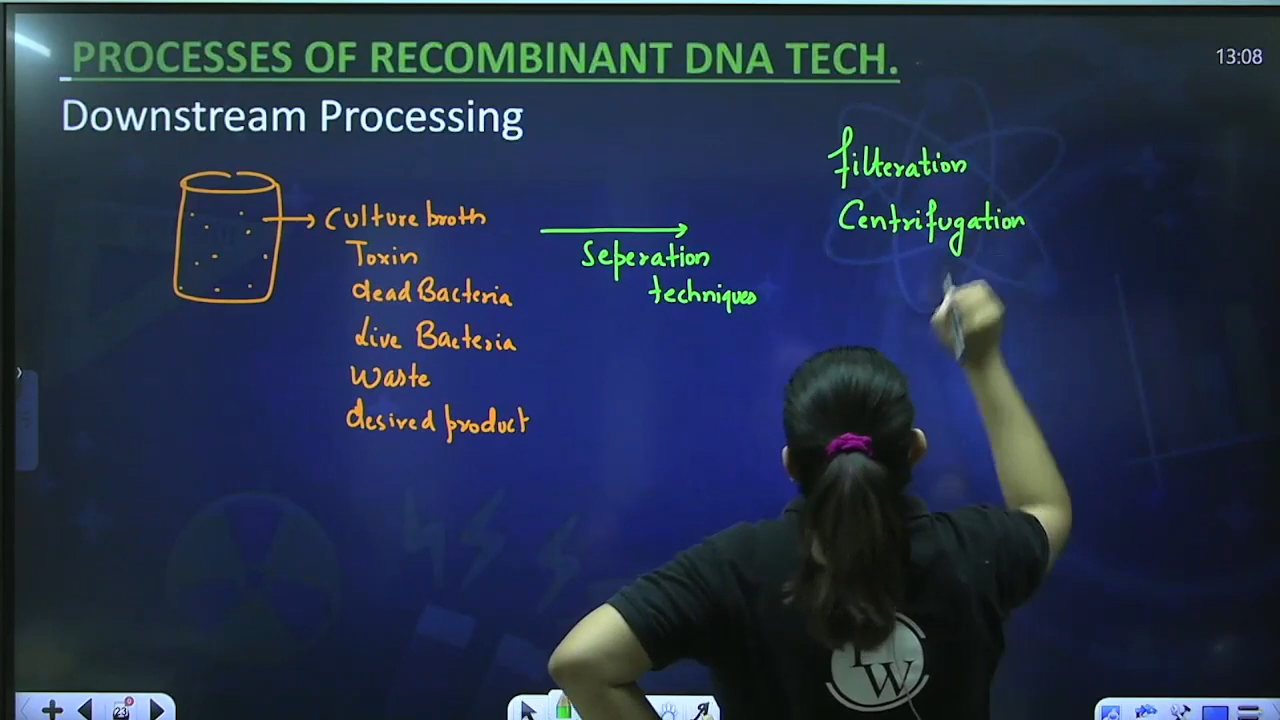 PROCESSES OF RECOMBINANT DNA TECH.
13:08
Downstream Processing
filteration
Centrifugation
Culture broth
Toxin
dead Bacteria
Live Bacteria
Waste
desired product
Seperation
techniques
23
W